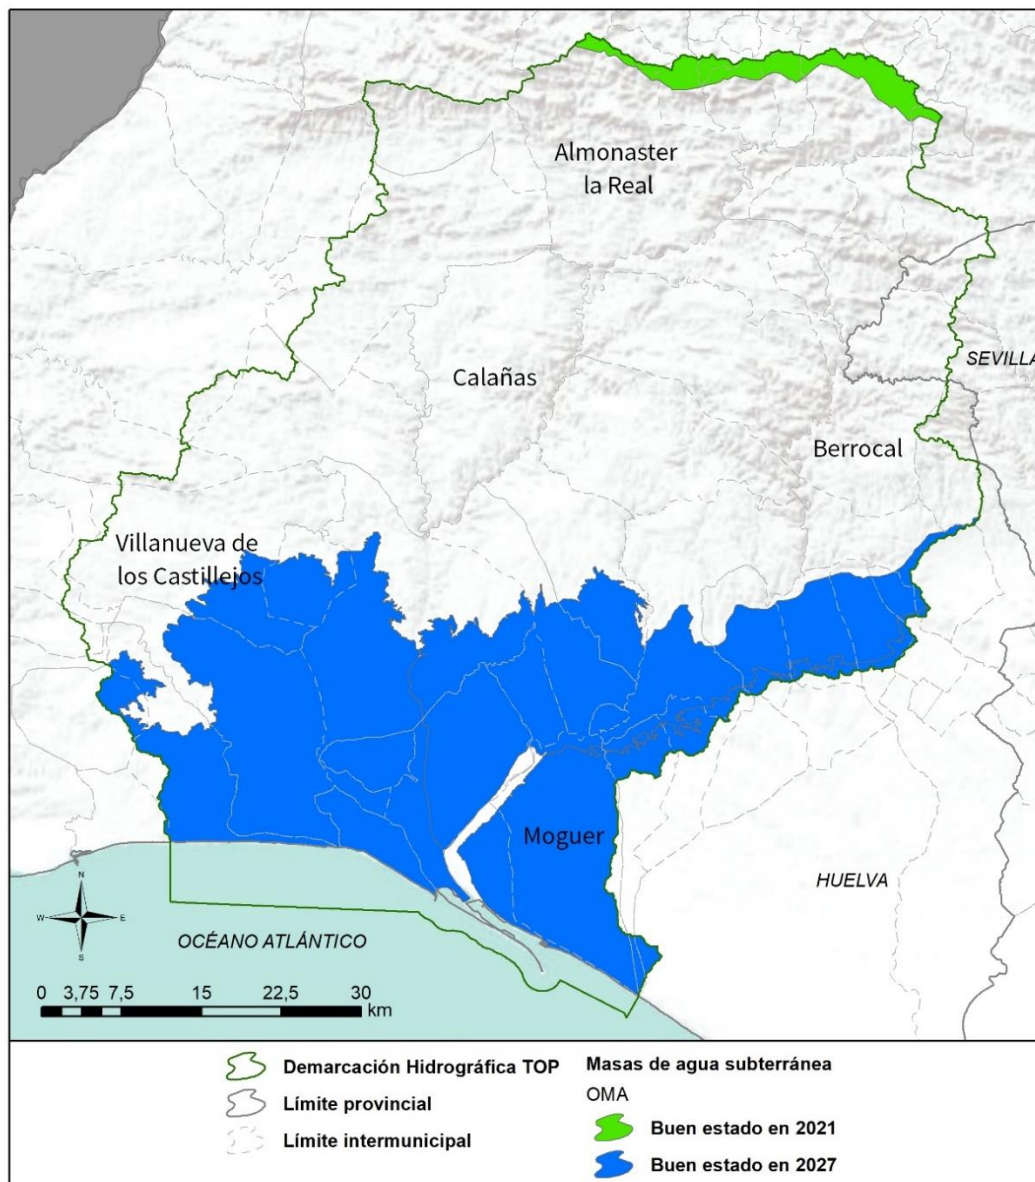 Almonaster
la Real
Calañas
SEVILLA
Berrocal
Villanueva de
los Castillejos
Moguer
HUELVA
N
W E
S
OCÉANO ATLÁNTICO
0 3,75 7,5 15 22,5 30
km
Demarcación Hidrográfica TOP
Límite provincial
Límite intermunicipal
Masas de agua subterránea
OMA
Buen estado en 2021
Buen estado en 2027